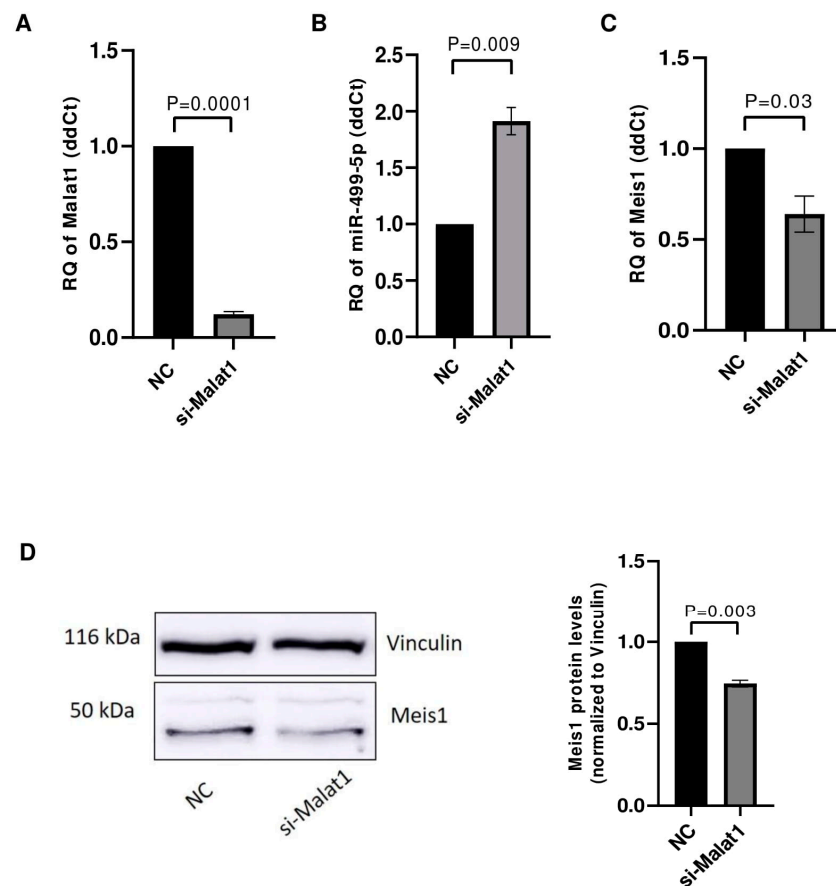 A
RQ of Malat1 (ddCt)
1.5
1.0
0.5
0.0
P=0.0001
NC
si-Malat1
B
RQ of miR-499-5p (ddCt)
2.5
2.0
1.5
1.0
0.5
0.0
P=0.009
NC
si-Malat1
C
RQ of Meis1 (ddCt)
1.5
1.0
0.5
0.0
P=0.03
NC
si-Malat1
D
116 kDa
Vinculin
50 kDa
Meis1
NC
si-Malat1
Meis1 protein levels
(normalized to Vinculin)
1.5
1.0
0.5
0.0
P=0.003
NC
si-Malat1